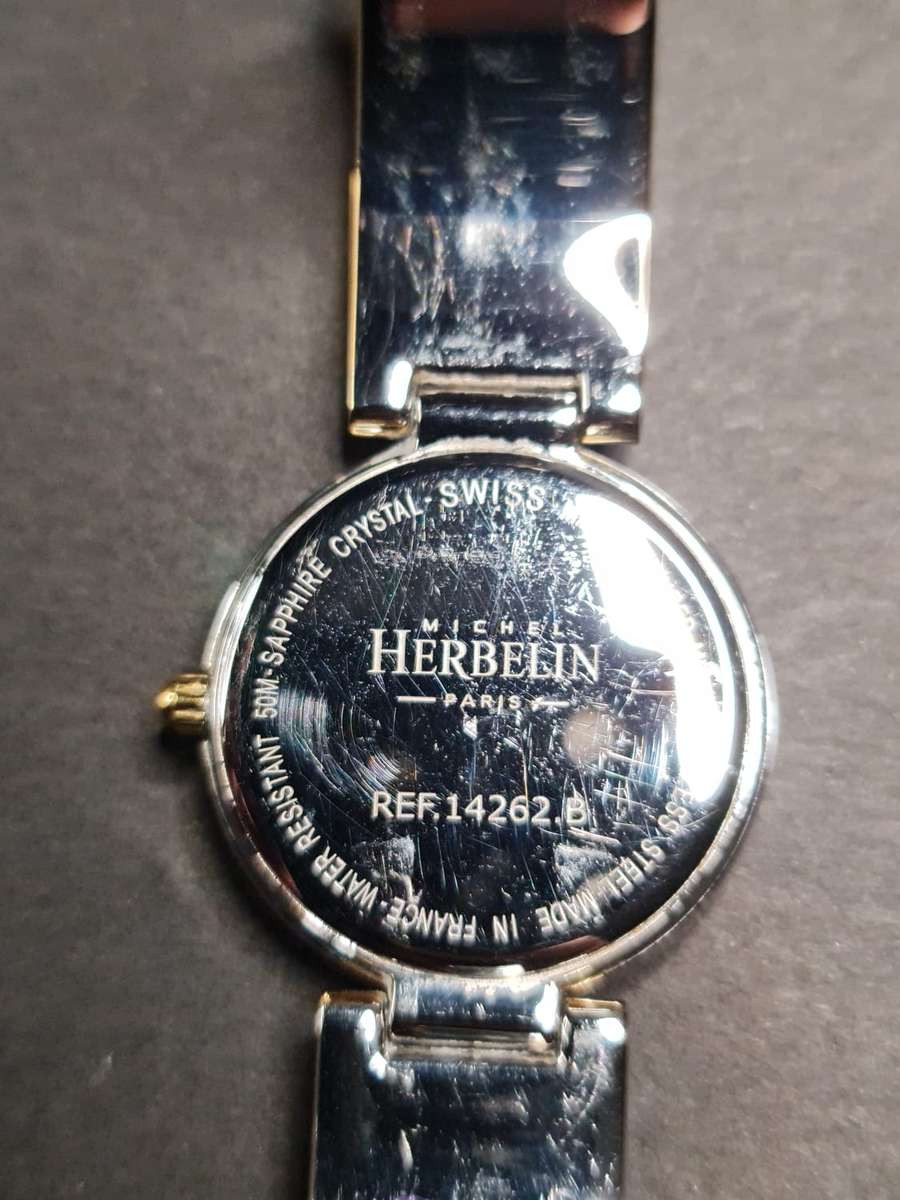 MICHEL
HERBELIN
PARIS
REF.14262.B
STEEL-MADE IN FRANCE-WATER RESISTANT 50M-SAPPHIRE CRYSTAL-SWISS